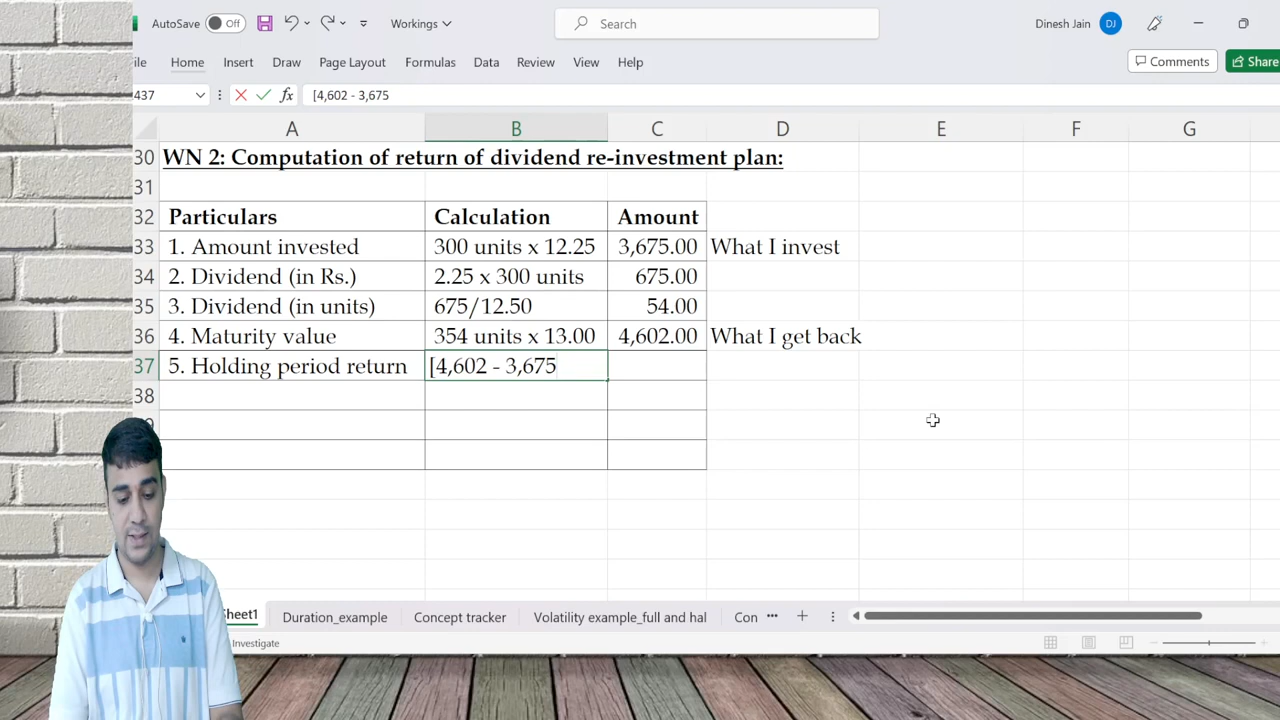 AutoSave Off Workings Search Dinesh Jain DJ
ile Home Insert Draw Page Layout Formulas Data Review View Help Comments Share
437 fx [4,602 - 3,675
A B C D E F G
30 WN 2: Computation of return of dividend re-investment plan:
31
32 Particulars Calculation Amount
33 1. Amount invested 300 units x 12.25 3,675.00 What I invest
34 2. Dividend (in Rs.) 2.25 x 300 units 675.00
35 3. Dividend (in units) 675/12.50 54.00
36 4. Maturity value 354 units x 13.00 4,602.00 What I get back
37 5. Holding period return [4,602 - 3,675
38
heet1 Duration_example Concept tracker Volatility example_full and hal Con
Investigate